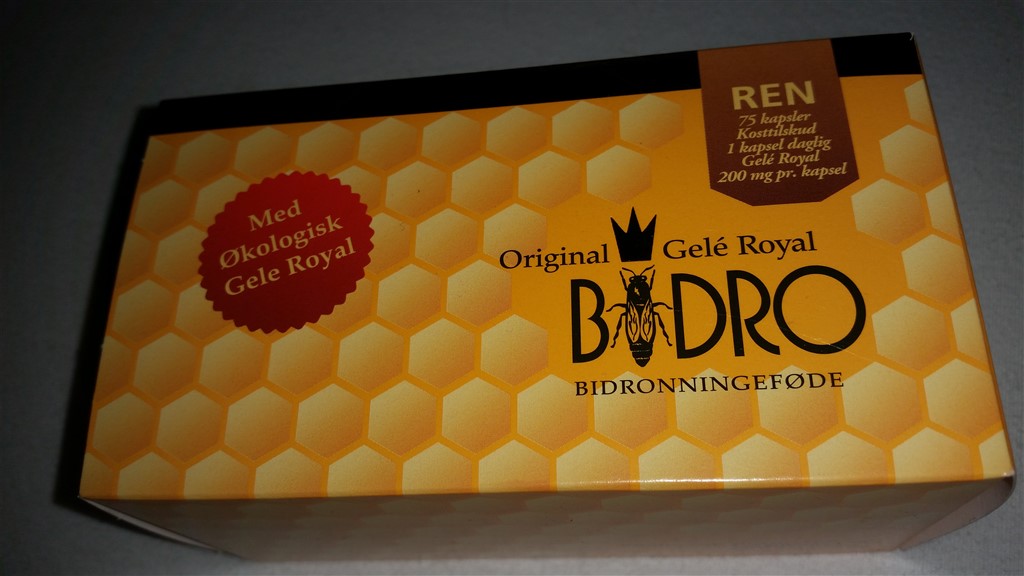 REN
75 kapsler
Kosttilskud
1 kapsel daglig
Gelé Royal
200 mg pr. kapsel
Med
Økologisk
Gele Royal
Original Gelé Royal
BIDRO
BIDRONNINGEFØDE